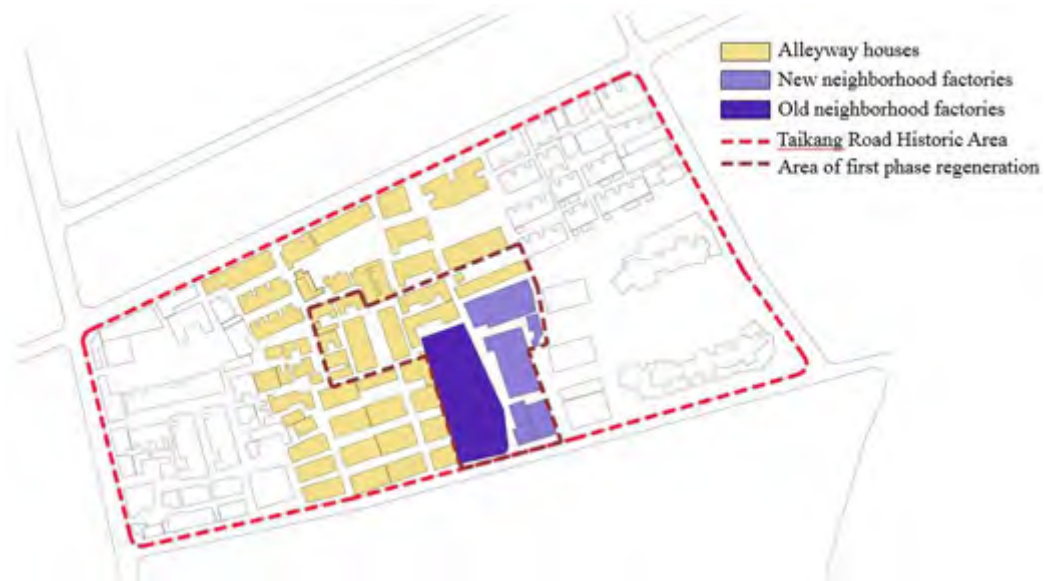 Alleyway houses
New neighborhood factories
Old neighborhood factories
Taikang Road Historic Area
Area of first phase regeneration